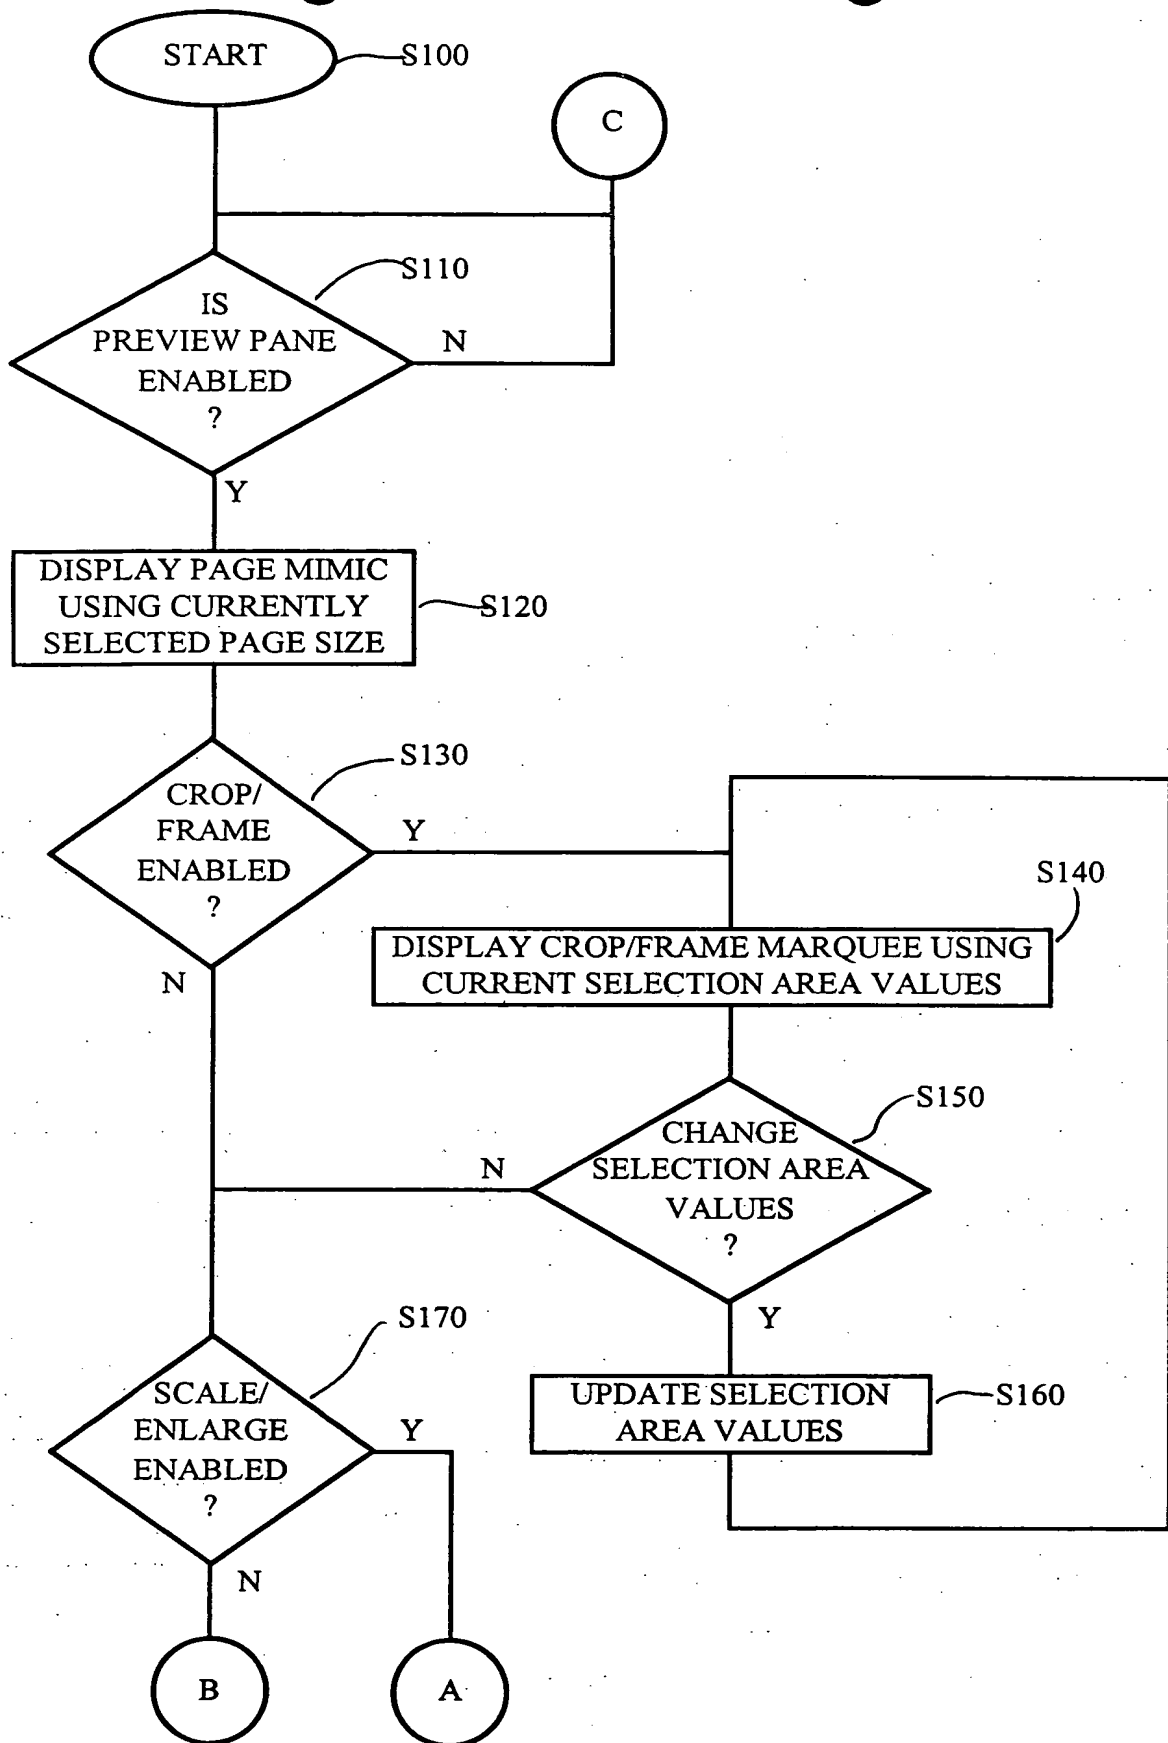 START
S100
C
S110
IS
PREVIEW PANE
ENABLED
?
N
Y
DISPLAY PAGE MIMIC
USING CURRENTLY
SELECTED PAGE SIZE
S120
S130
CROP/
FRAME
ENABLED
?
Y
N
S140
DISPLAY CROP/FRAME MARQUEE USING
CURRENT SELECTION AREA VALUES
S150
CHANGE
SELECTION AREA
VALUES
?
N
Y
S160
UPDATE SELECTION
AREA VALUES
S170
SCALE/
ENLARGE
ENABLED
?
Y
N
B
A